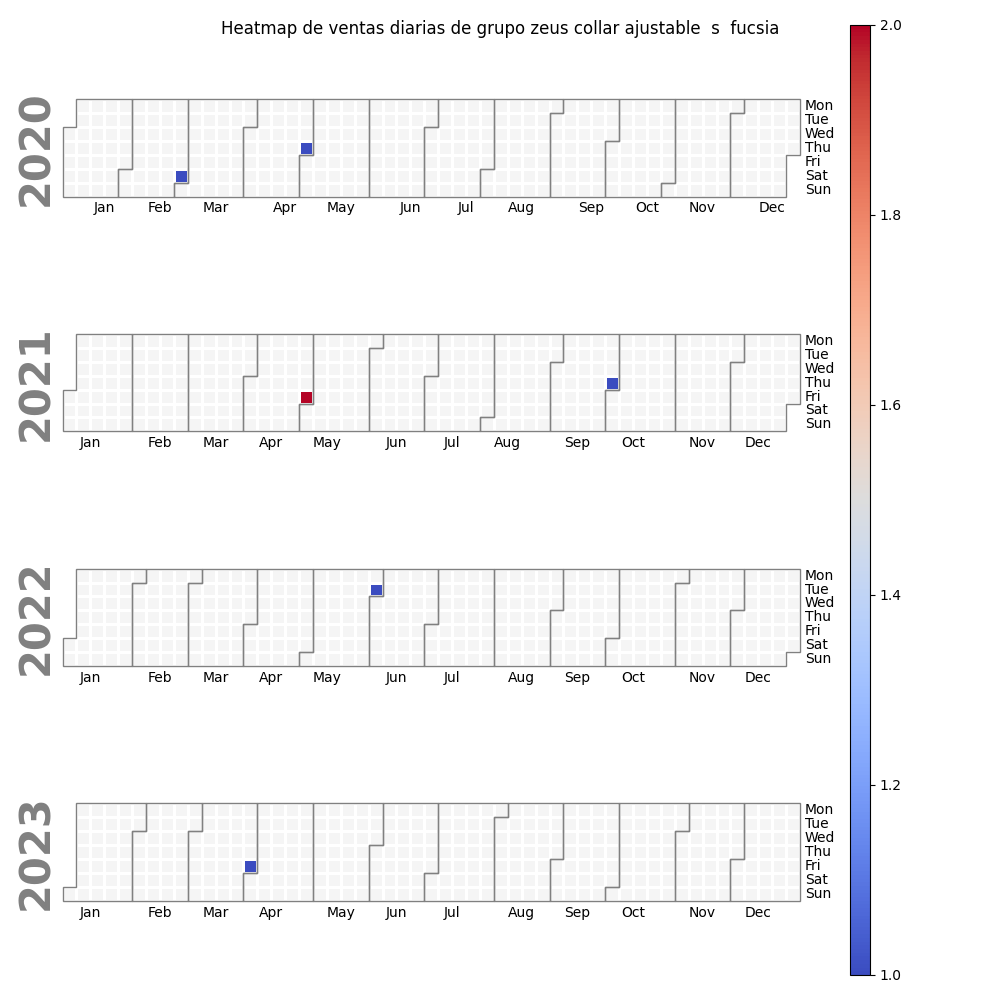 Heatmap de ventas diarias de grupo zeus collar ajustable  s  fucsia
2020
Mon
Tue
Wed
Thu
Fri
Sat
Sun
Jan Feb Mar Apr May Jun Jul Aug Sep Oct Nov Dec
2021
Mon
Tue
Wed
Thu
Fri
Sat
Sun
Jan Feb Mar Apr May Jun Jul Aug Sep Oct Nov Dec
2022
Mon
Tue
Wed
Thu
Fri
Sat
Sun
Jan Feb Mar Apr May Jun Jul Aug Sep Oct Nov Dec
2023
Mon
Tue
Wed
Thu
Fri
Sat
Sun
Jan Feb Mar Apr May Jun Jul Aug Sep Oct Nov Dec
2.0
1.8
1.6
1.4
1.2
1.0